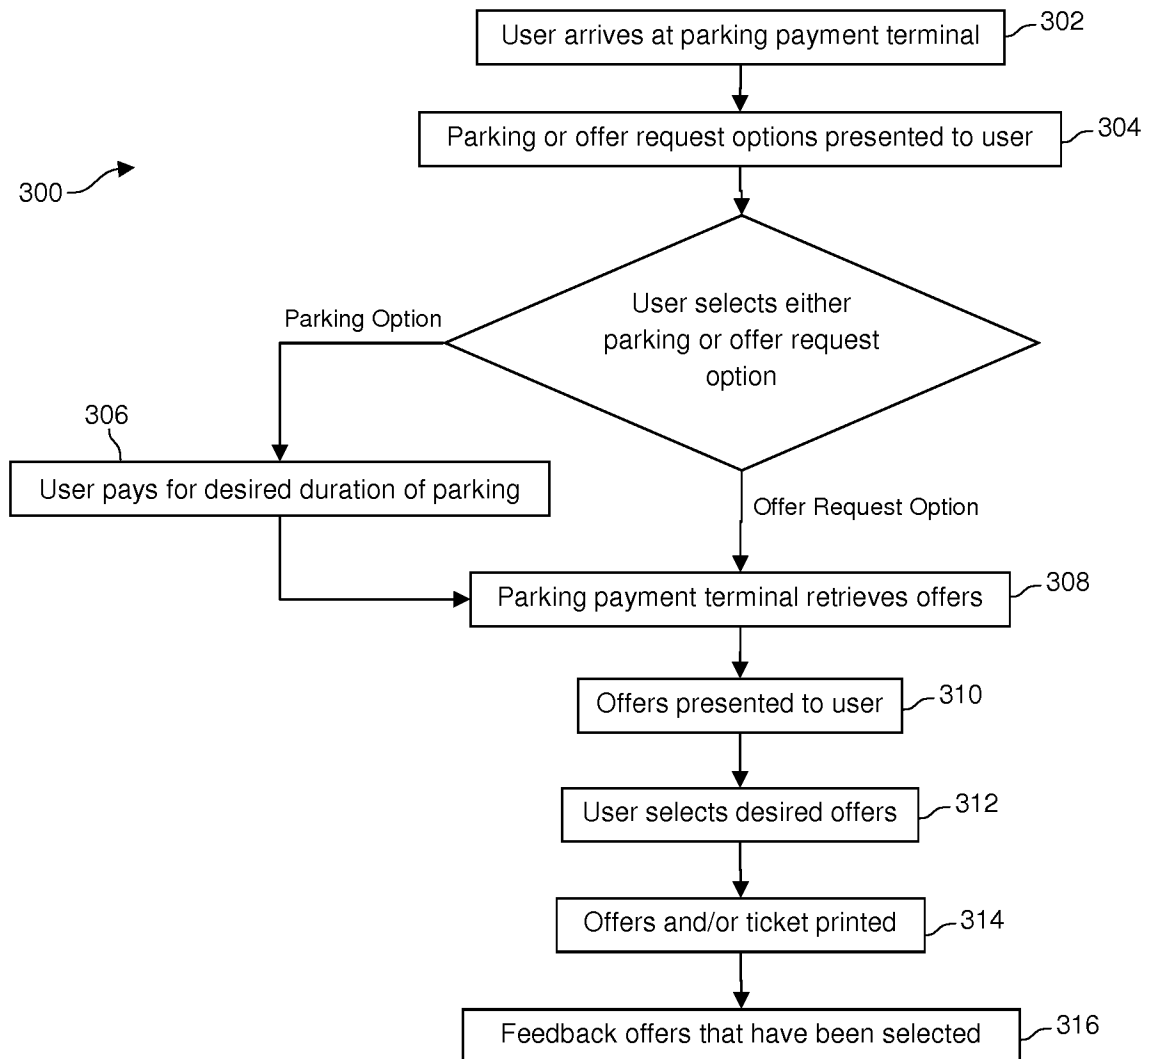 User arrives at parking payment terminal
302
Parking or offer request options presented to user
304
300
User selects either
parking or offer request
option
Parking Option
306
User pays for desired duration of parking
Offer Request Option
Parking payment terminal retrieves offers
308
Offers presented to user
310
User selects desired offers
312
Offers and/or ticket printed
314
Feedback offers that have been selected
316